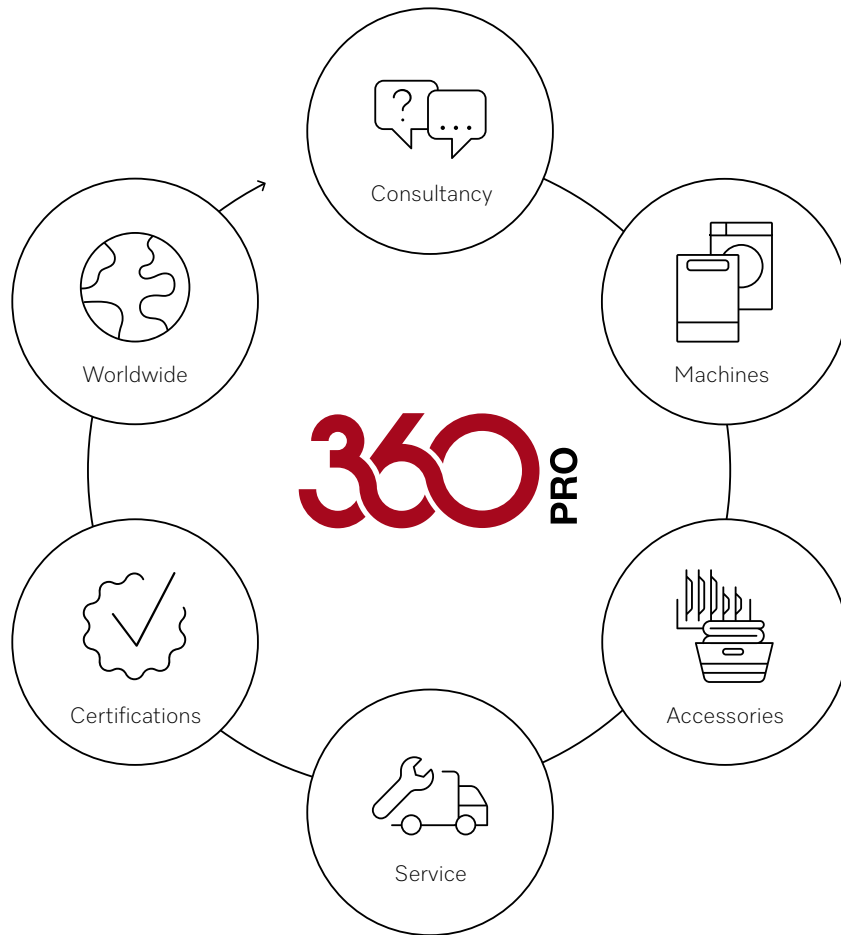 ?
...
Consultancy
Machines
Accessories
Service
Certifications
Worldwide
360 PRO